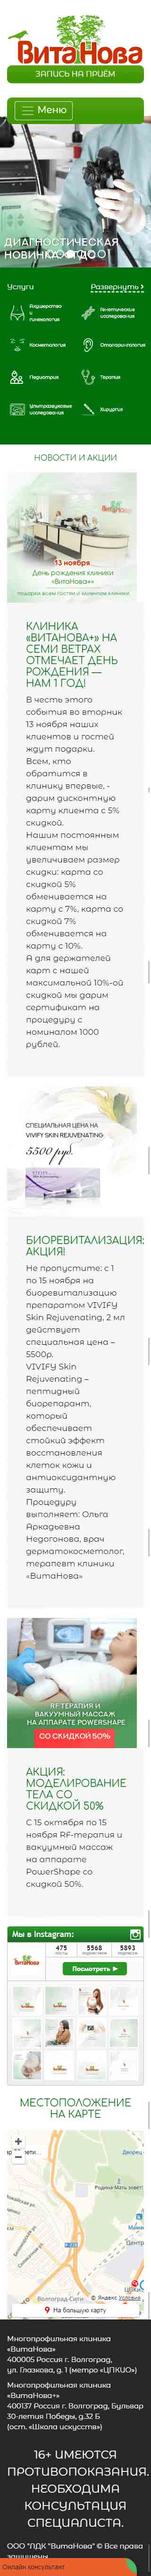 ВитаНова
ЗАПИСЬ НА ПРИЁМ
Меню
ДИАГНОСТИЧЕСКАЯ
Услуги
Развернуть
Акушерство
и
гинекология
Генетические
исследования
Косметология
Отоларингология
Педиатрия
Терапия
Ультразвуковые
исследования
Хирургия
НОВОСТИ И АКЦИИ
ВитаНова
13 ноября
День рождения клиники
«ВитаНова+»
подарки всем гостям и клиентам клиники
КЛИНИКА
«ВИТАНОВА+» НА
СЕМИ ВЕТРАХ
ОТМЕЧАЕТ ДЕНЬ
РОЖДЕНИЯ —
НАМ 1 ГОД!
В честь этого
события во вторник
13 ноября наших
клиентов и гостей
ждут подарки.
Всем, кто
обратится в
клинику впервые, -
дарим дисконтную
карту клиента с 5%
скидкой.
Нашим постоянным
клиентам мы
увеличиваем размер
скидки: карта со
скидкой 5%
обменивается на
карту с 7%, карта со
скидкой 7%
обменивается на
карту с 10%.
А для держателей
карт с нашей
максимальной 10%-ой
скидкой мы дарим
сертификат на
процедуру с
номиналом 1000
рублей.
СПЕЦИАЛЬНАЯ ЦЕНА НА
VIVIFY SKIN REJUVENATING
5500 руб.
БИОРЕВИТАЛИЗАЦИЯ:
АКЦИЯ!
Не пропустите: с 1
по 15 ноября на
биоревитализацию
препаратом VIVIFY
Skin Rejuvenating, 2 мл
действует
специальная цена –
5500р.
VIVIFY Skin
Rejuvenating –
пептидный
биорепарант,
который
обеспечивает
стойкий эффект
восстановления
клеток кожи и
антиоксидантную
защиту.
Процедуру
выполняет: Ольга
Аркадьевна
Недогонова, врач
дерматокосметолог,
терапевт клиники
«ВитаНова»
RF ТЕРАПИЯ И
ВАКУУМНЫЙ МАССАЖ
НА АППАРАТЕ POWERSHAPE
СО СКИДКОЙ 50%
АКЦИЯ:
МОДЕЛИРОВАНИЕ
ТЕЛА СО
СКИДКОЙ 50%
С 15 октября по 15
ноября RF-терапия и
вакуумный массаж
на аппарате
PowerShape со
скидкой 50%.
Мы в Instagram:
ВитаНова
475
5568
5893
Посмотреть
МЕСТОПОЛОЖЕНИЕ
НА КАРТЕ
Родина-Мать зовёт!
Волгоград-Сити
© Яндекс Условия
На большую карту
Многопрофильная клиника
«ВитаНова»
400005 Россия г. Волгоград,
ул. Глазкова, д. 1 (метро «ЦПКИО»)
Многопрофильная клиника
«ВитаНова+»
400137 Россия г. Волгоград, Бульвар
30-летия Победы, д.32 Б
(ост. «Школа искусств»)
16+ ИМЕЮТСЯ
ПРОТИВОПОКАЗАНИЯ.
НЕОБХОДИМА
КОНСУЛЬТАЦИЯ
СПЕЦИАЛИСТА.
ООО "ЛДК "ВитаНова" © Все права
защищены
Онлайн консультант